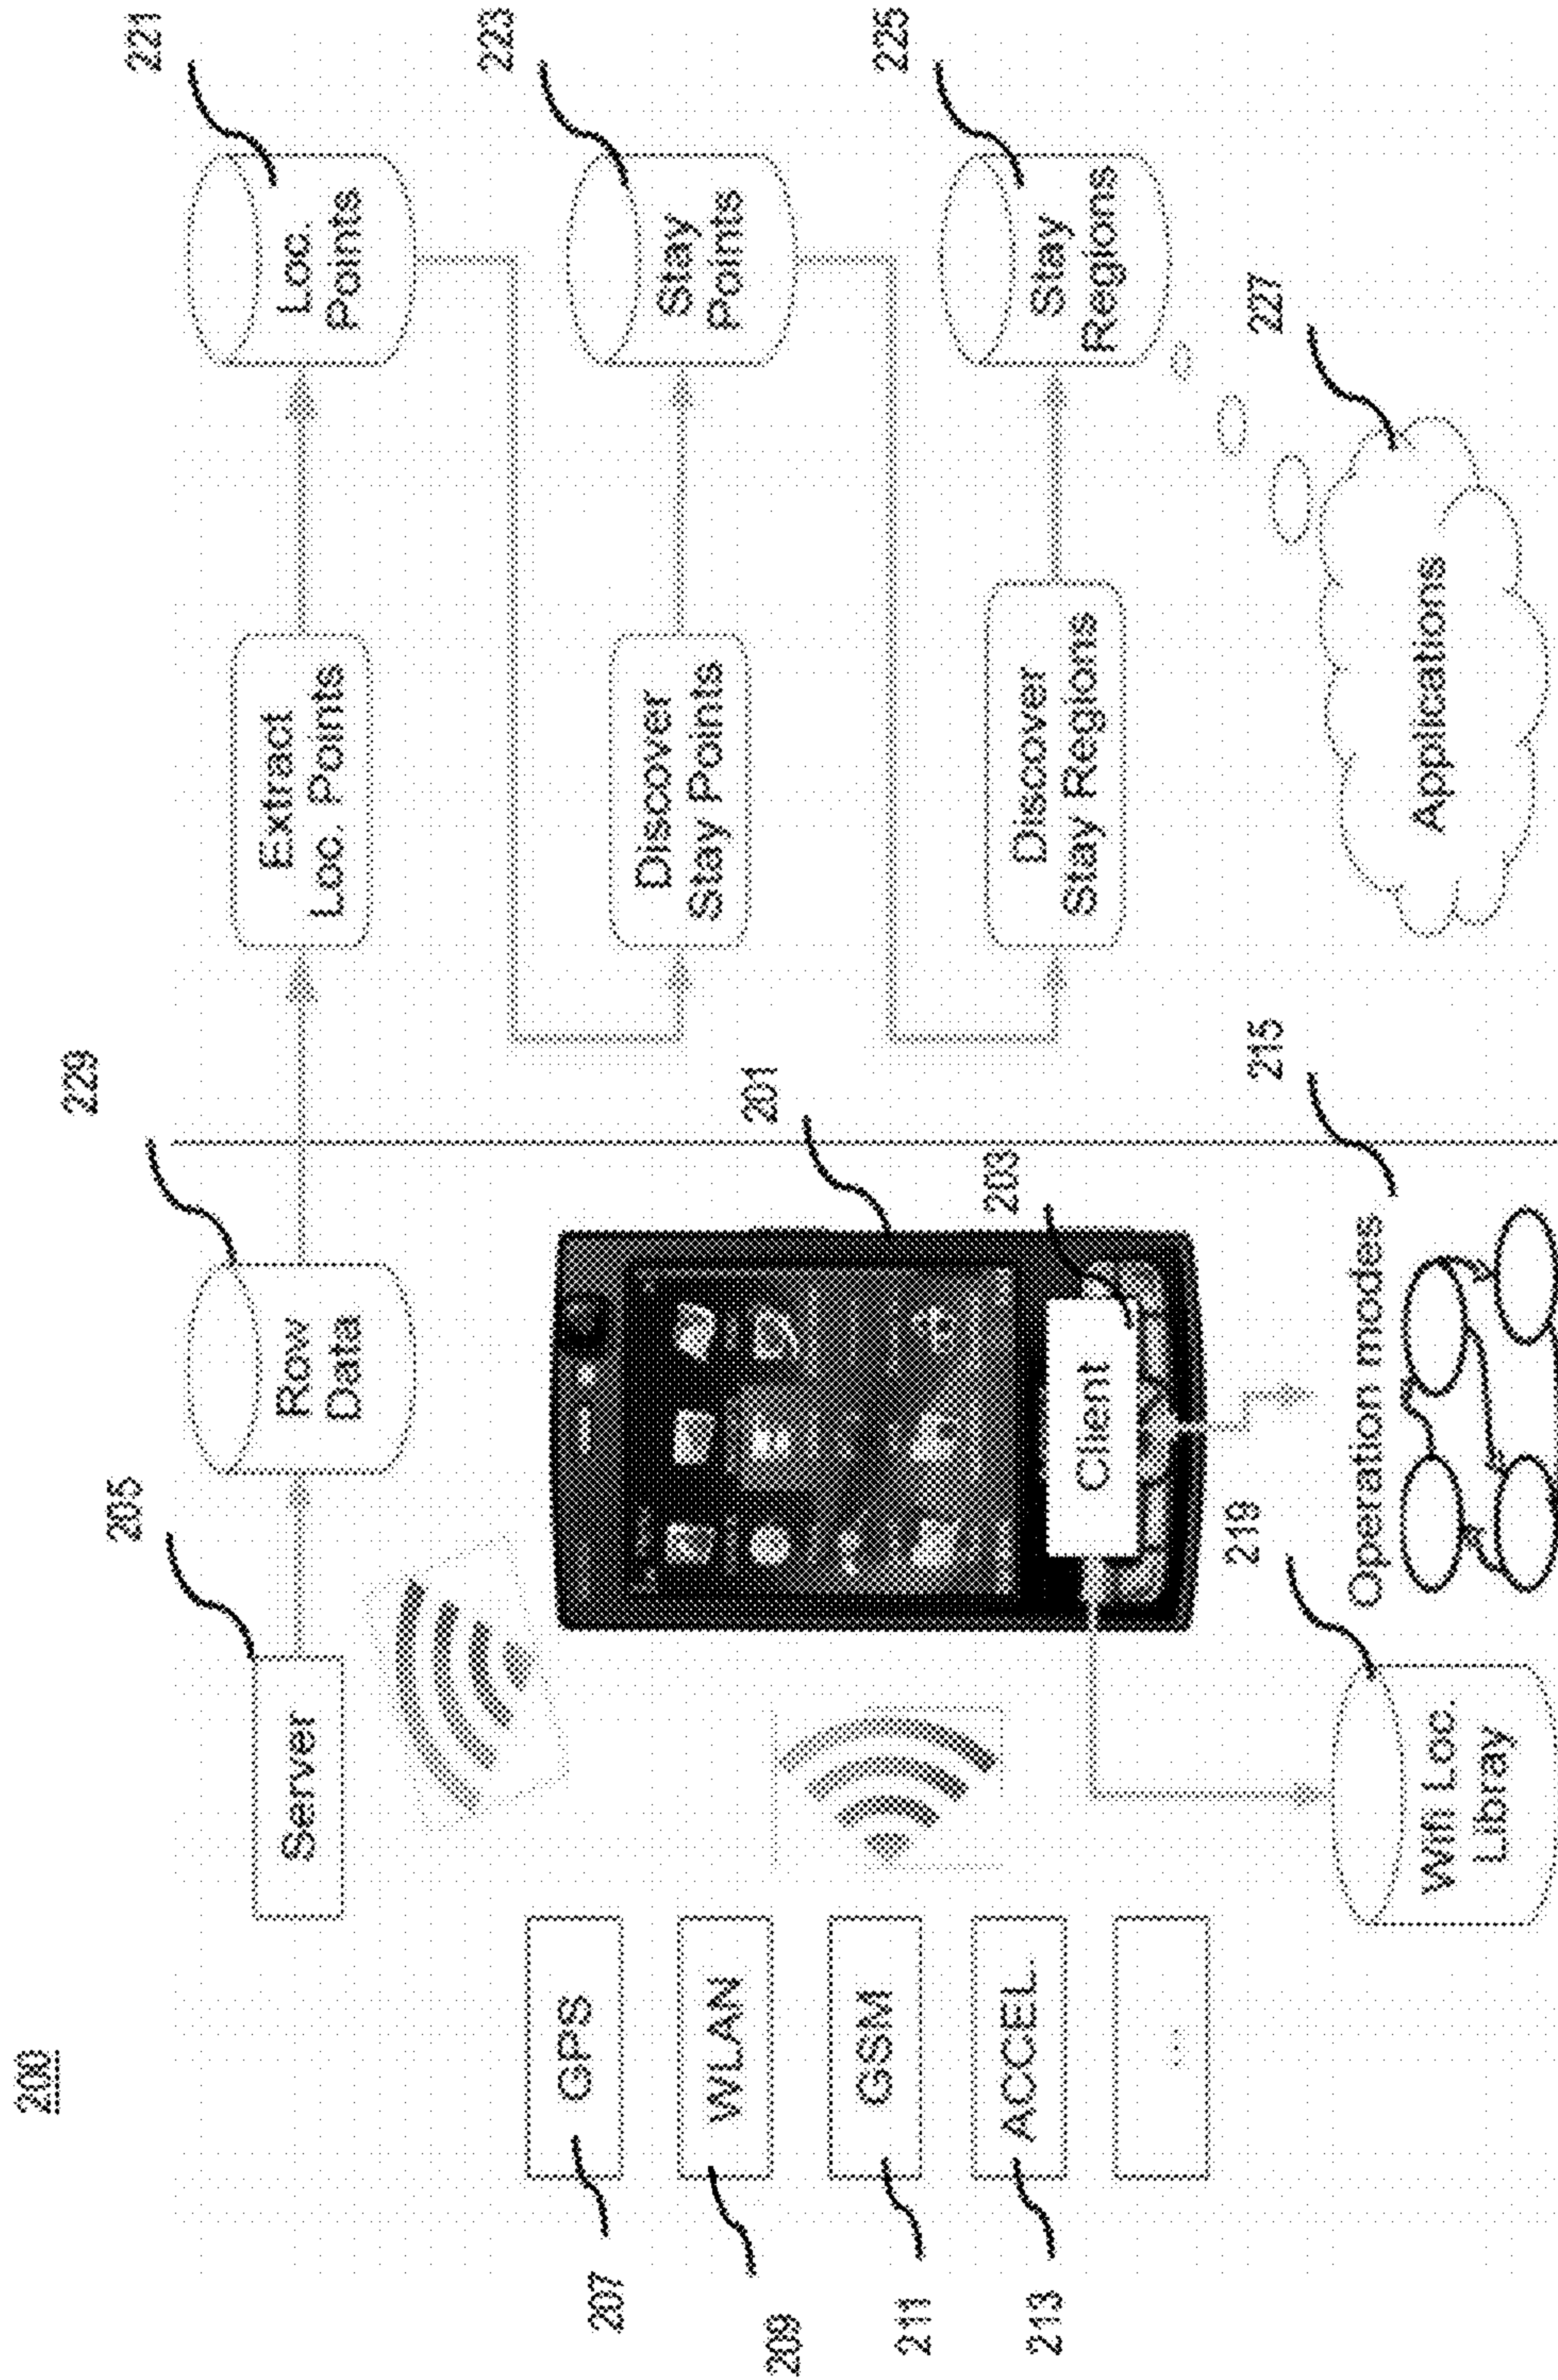 200
229
205
221
Server
Row
Data
Extract
Loc. Points
Loc.
Points
223
GPS
207
WLAN
209
GSM
211
ACCEL.
213
...
201
203
Client
Discover
Stay Points
Stay
Points
225
Discover
Stay Regions
Stay
Regions
219
215
227
Wifi Loc.
Libray
Operation modes
Applications